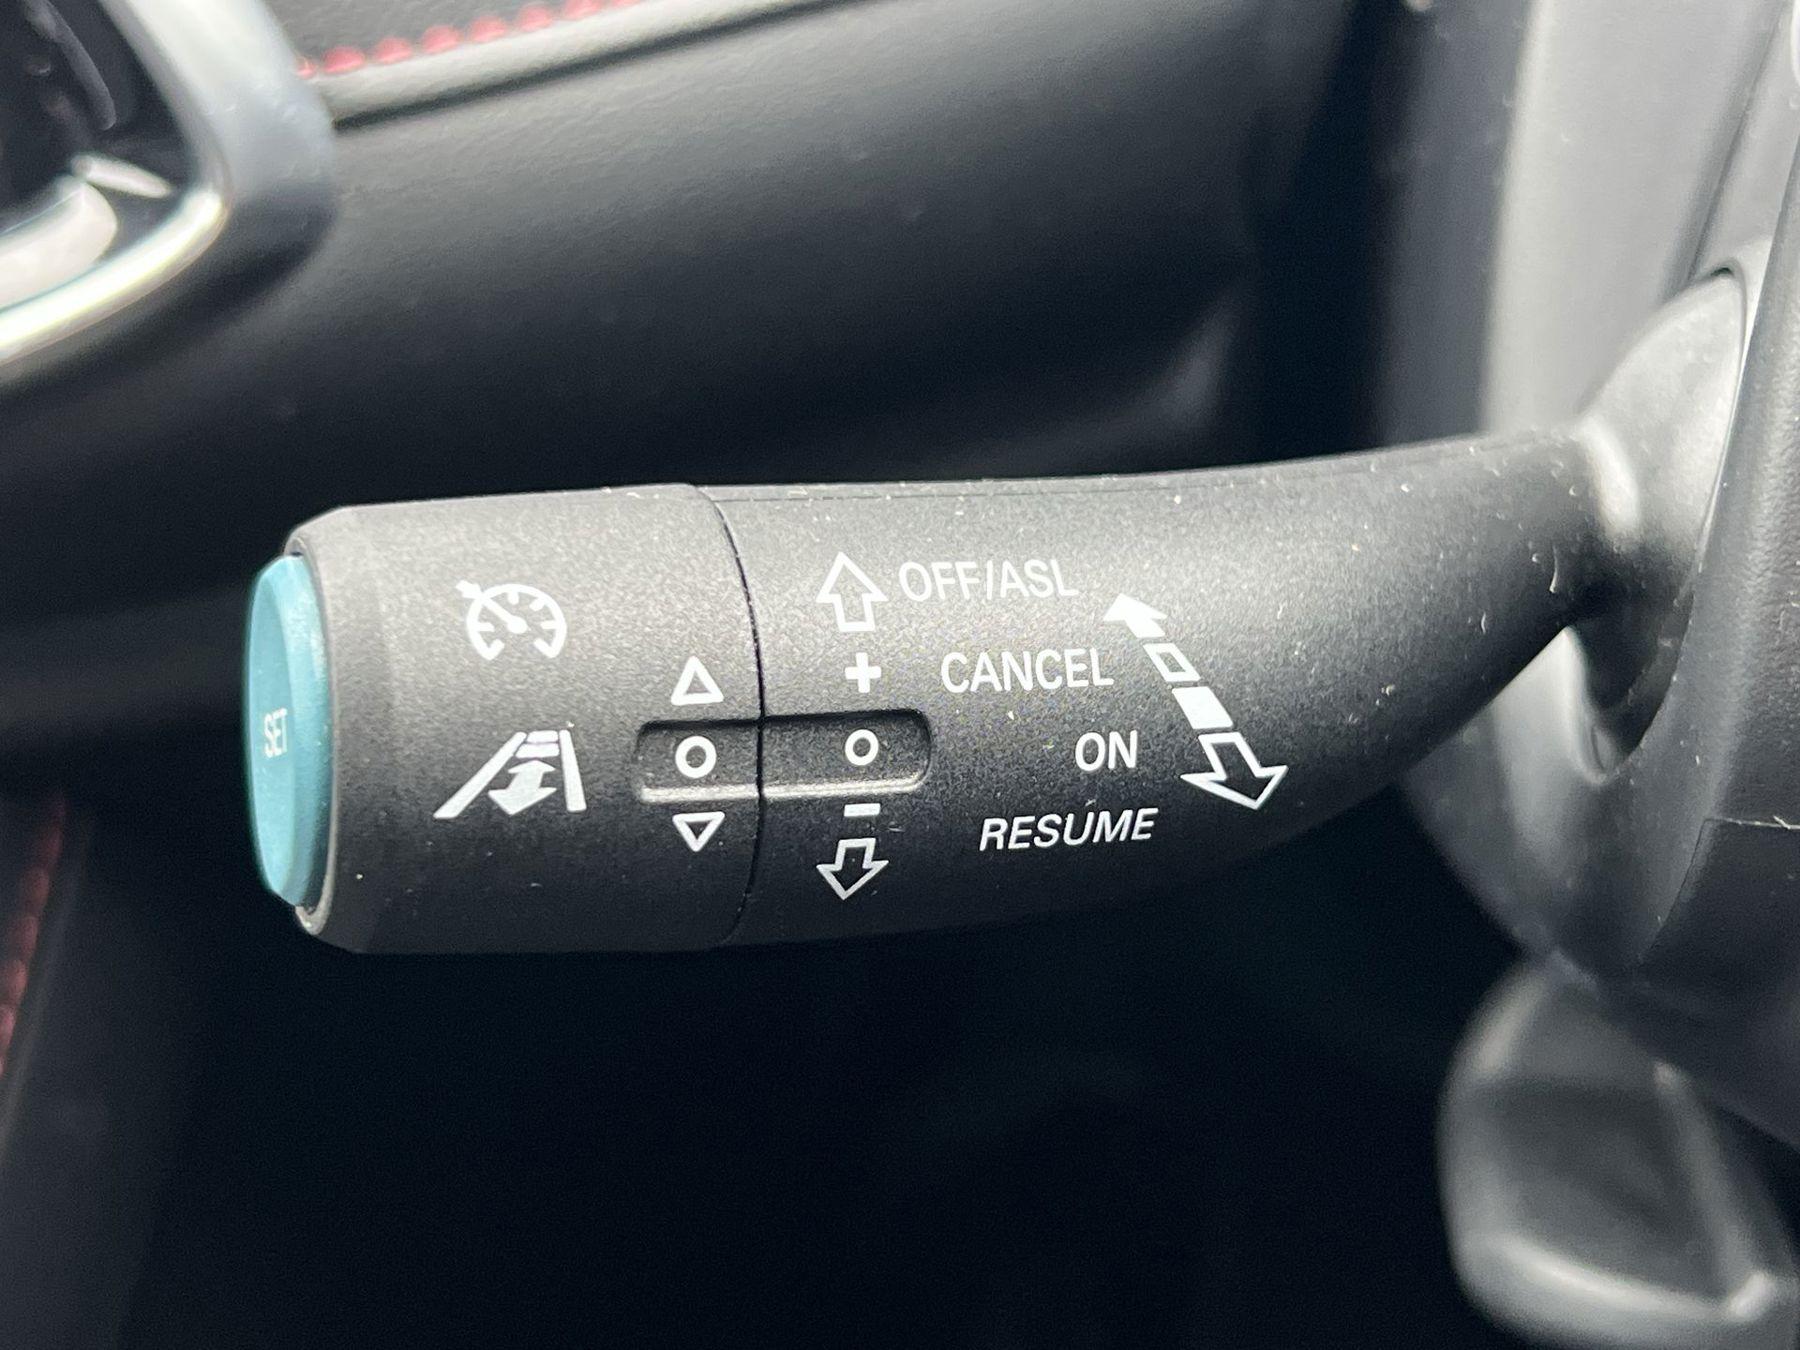 OFF/ASL
+ CANCEL
SET
ON
-
RESUME